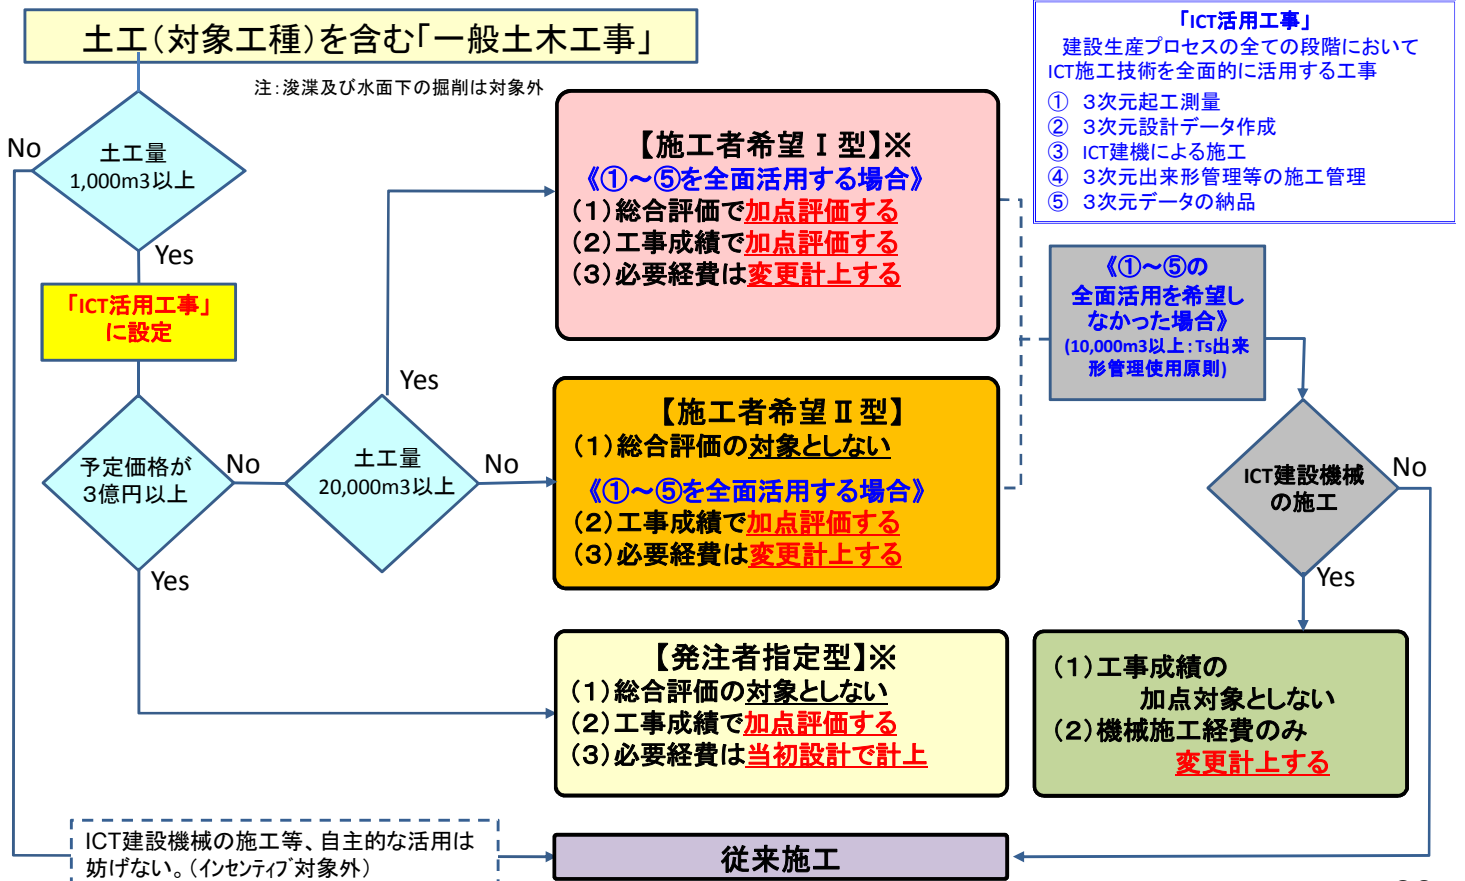 土工（対象工種）を含む「一般土木工事」
注：浚渫及び水面下の掘削は対象外
「ICT活用工事」
建設生産プロセスの全ての段階において
ICT施工技術を全面的に活用する工事
① ３次元起工測量
② ３次元設計データ作成
③ ICT建機による施工
④ ３次元出来形管理等の施工管理
⑤ ３次元データの納品
No
土工量
1,000m3以上
Yes
「ICT活用工事」
に設定
予定価格が
３億円以上
No
Yes
土工量
20,000m3以上
Yes
No
【施工者希望Ⅰ型】※
《①～⑤を全面活用する場合》
（１）総合評価で加点評価する
（２）工事成績で加点評価する
（３）必要経費は変更計上する
【施工者希望Ⅱ型】
（１）総合評価の対象としない
《①～⑤を全面活用する場合》
（２）工事成績で加点評価する
（３）必要経費は変更計上する
【発注者指定型】※
（１）総合評価の対象としない
（２）工事成績で加点評価する
（３）必要経費は当初設計で計上
《①～⑤の
全面活用を希望し
なかった場合》
(10,000m3以上：Ts出来
形管理使用原則)
ICT建設機械
の施工
No
Yes
（１）工事成績の
加点対象としない
（２）機械施工経費のみ
変更計上する
ICT建設機械の施工等、自主的な活用は
妨げない。（インセンティブ対象外）
従来施工